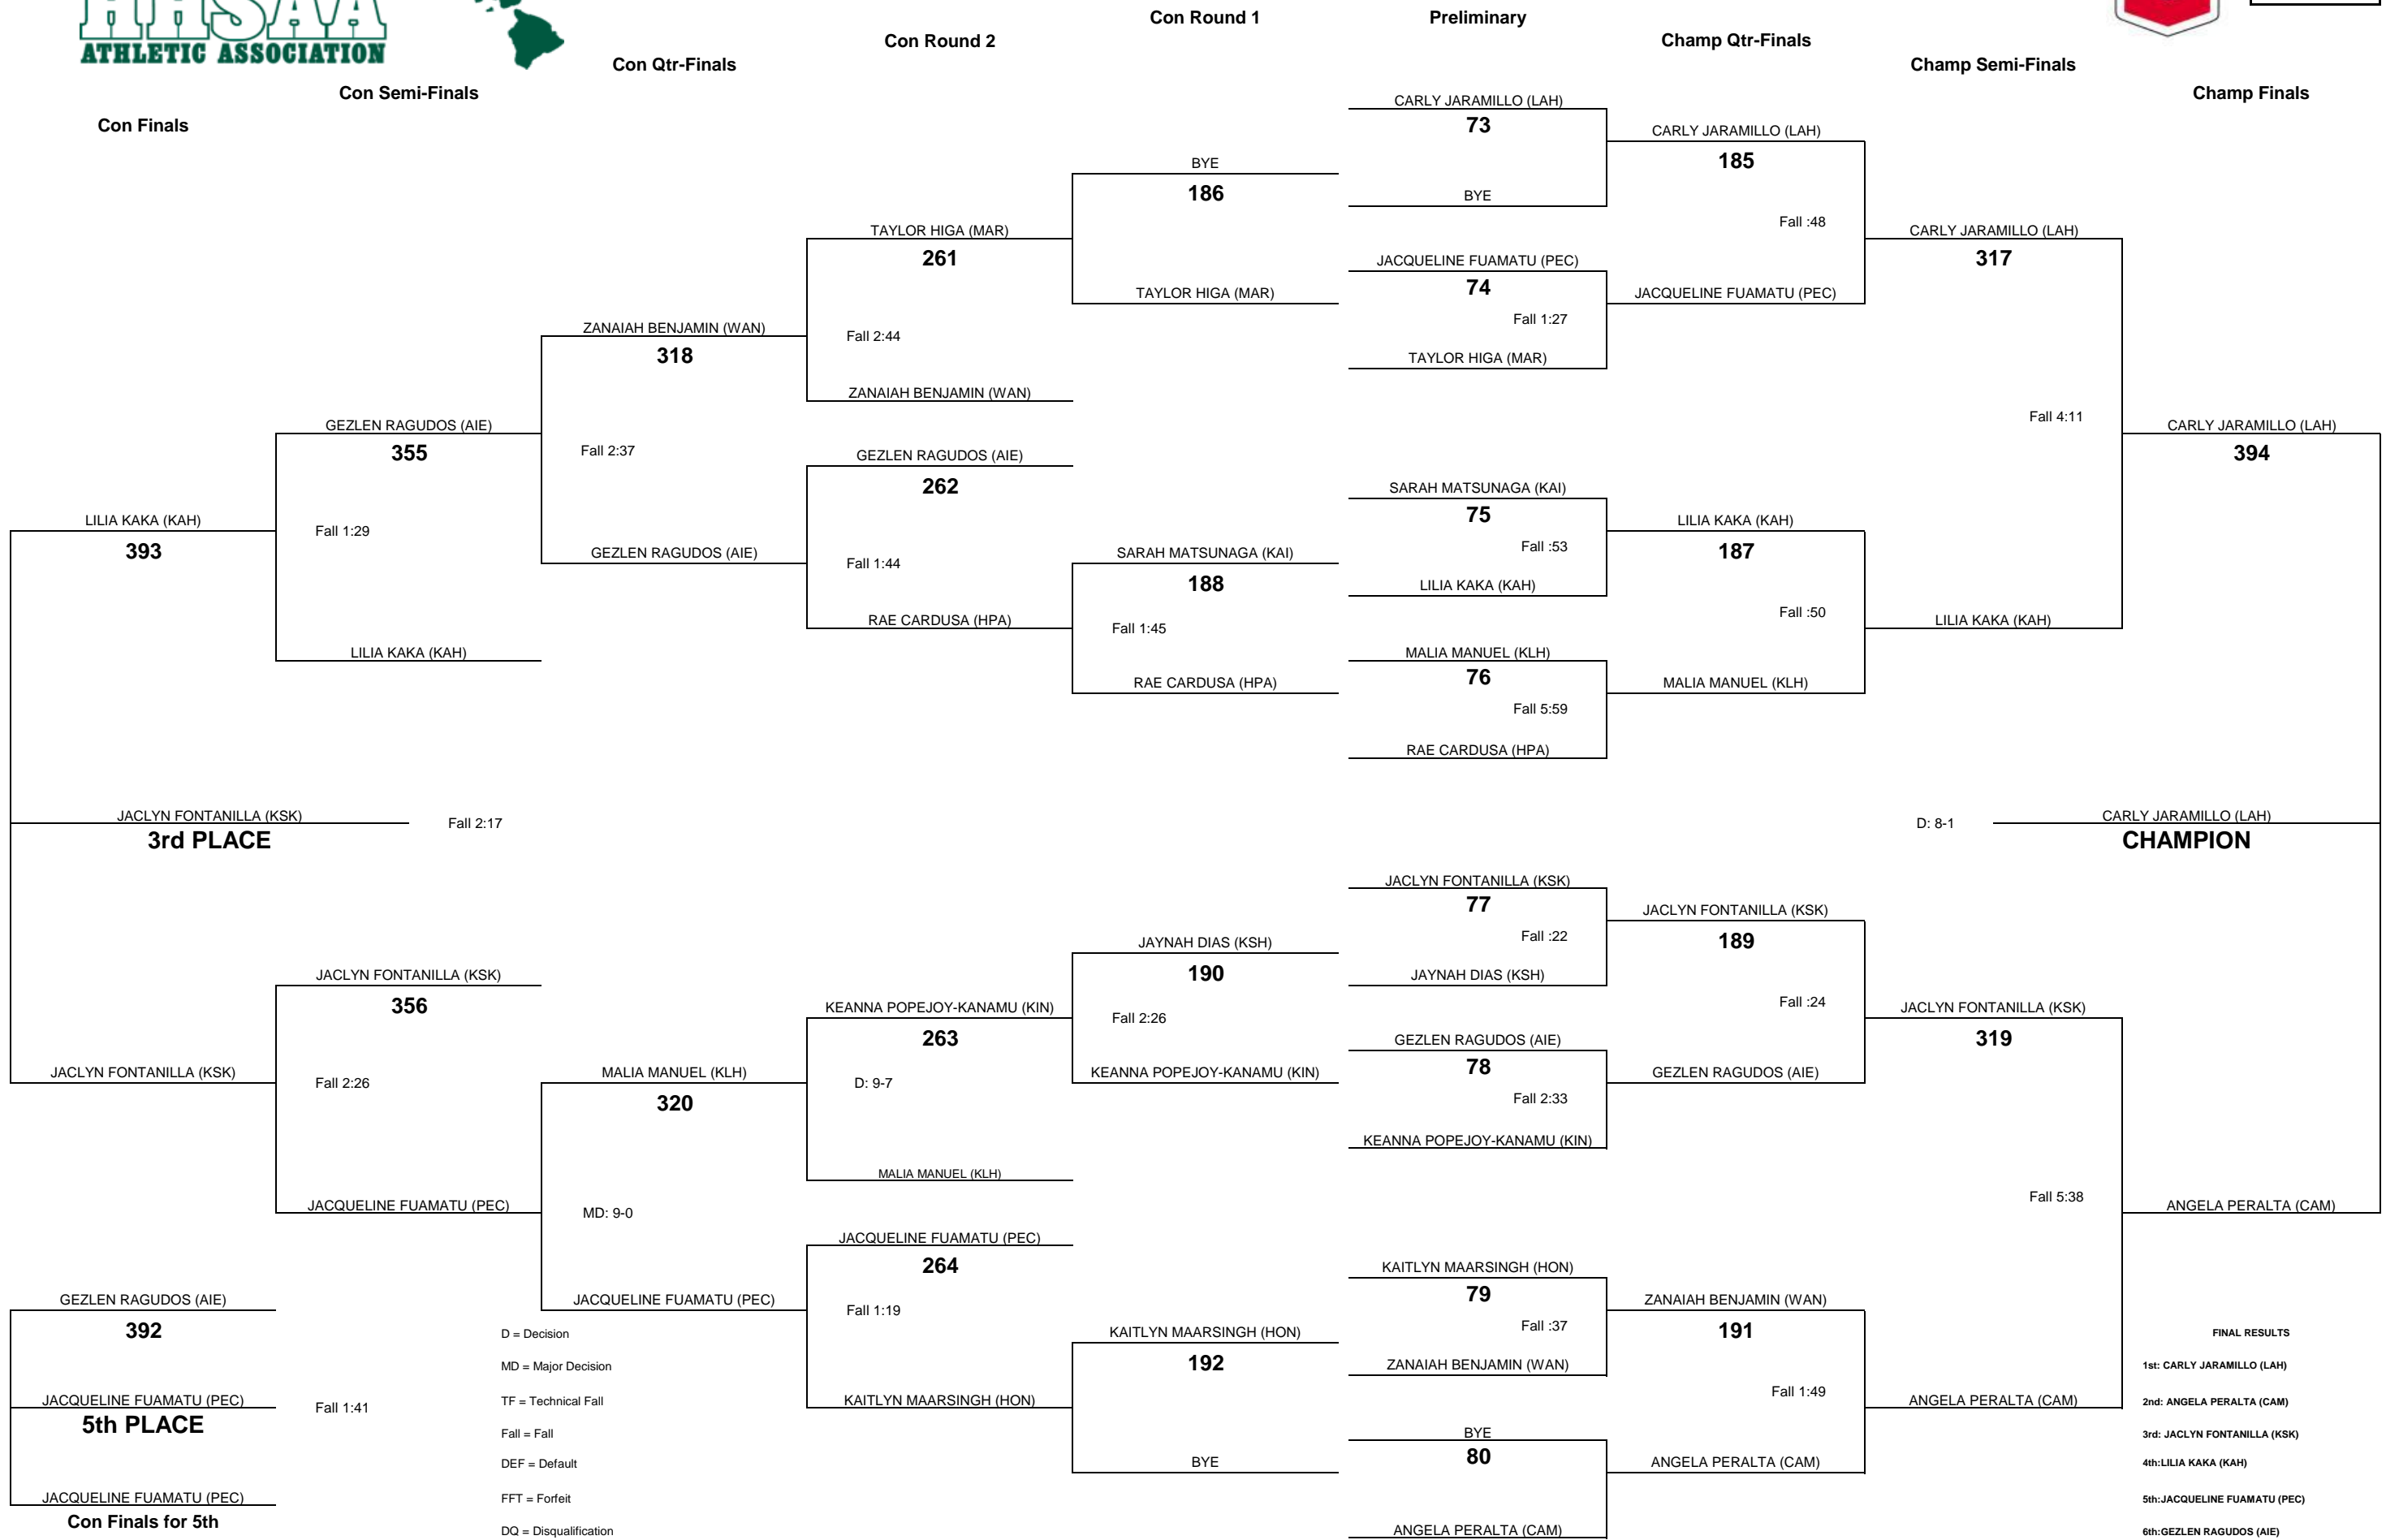 HHSAA
ATHLETIC ASSOCIATION
Con Round 1
Preliminary
Con Round 2
Champ Qtr-Finals
Con Qtr-Finals
Champ Semi-Finals
Con Semi-Finals
Champ Finals
Con Finals
CARLY JARAMILLO (LAH)
73
CARLY JARAMILLO (LAH)
BYE
185
186
BYE
Fall :48
TAYLOR HIGA (MAR)
CARLY JARAMILLO (LAH)
261
JACQUELINE FUAMATU (PEC)
317
TAYLOR HIGA (MAR)
74
JACQUELINE FUAMATU (PEC)
ZANAIAH BENJAMIN (WAN)
Fall 2:44
Fall 1:27
318
TAYLOR HIGA (MAR)
ZANAIAH BENJAMIN (WAN)
Fall 4:11
GEZLEN RAGUDOS (AIE)
CARLY JARAMILLO (LAH)
355
Fall 2:37
GEZLEN RAGUDOS (AIE)
394
262
SARAH MATSUNAGA (KAI)
LILIA KAKA (KAH)
Fall 1:29
75
LILIA KAKA (KAH)
393
GEZLEN RAGUDOS (AIE)
Fall 1:44
SARAH MATSUNAGA (KAI)
Fall :53
187
188
LILIA KAKA (KAH)
RAE CARDUSA (HPA)
Fall 1:45
Fall :50
LILIA KAKA (KAH)
LILIA KAKA (KAH)
MALIA MANUEL (KLH)
RAE CARDUSA (HPA)
76
MALIA MANUEL (KLH)
Fall 5:59
RAE CARDUSA (HPA)
JACLYN FONTANILLA (KSK)
Fall 2:17
D: 8-1
CARLY JARAMILLO (LAH)
3rd PLACE
CHAMPION
JACLYN FONTANILLA (KSK)
77
JACLYN FONTANILLA (KSK)
JAYNAH DIAS (KSH)
Fall :22
189
JACLYN FONTANILLA (KSK)
190
JAYNAH DIAS (KSH)
356
KEANNA POPEJOY-KANAMU (KIN)
Fall 2:26
Fall :24
JACLYN FONTANILLA (KSK)
263
GEZLEN RAGUDOS (AIE)
319
JACLYN FONTANILLA (KSK)
Fall 2:26
MALIA MANUEL (KLH)
D: 9-7
KEANNA POPEJOY-KANAMU (KIN)
78
GEZLEN RAGUDOS (AIE)
320
Fall 2:33
KEANNA POPEJOY-KANAMU (KIN)
MALIA MANUEL (KLH)
JACQUELINE FUAMATU (PEC)
MD: 9-0
Fall 5:38
ANGELA PERALTA (CAM)
JACQUELINE FUAMATU (PEC)
264
KAITLYN MAARSINGH (HON)
GEZLEN RAGUDOS (AIE)
JACQUELINE FUAMATU (PEC)
Fall 1:19
79
ZANAIAH BENJAMIN (WAN)
392
D = Decision
KAITLYN MAARSINGH (HON)
Fall :37
191
FINAL RESULTS
MD = Major Decision
192
ZANAIAH BENJAMIN (WAN)
1st: CARLY JARAMILLO (LAH)
JACQUELINE FUAMATU (PEC)
Fall 1:41
TF = Technical Fall
KAITLYN MAARSINGH (HON)
Fall 1:49
ANGELA PERALTA (CAM)
2nd: ANGELA PERALTA (CAM)
5th PLACE
Fall = Fall
BYE
3rd: JACLYN FONTANILLA (KSK)
DEF = Default
BYE
80
ANGELA PERALTA (CAM)
4th:LILIA KAKA (KAH)
JACQUELINE FUAMATU (PEC)
FFT = Forfeit
5th:JACQUELINE FUAMATU (PEC)
Con Finals for 5th
DQ = Disqualification
ANGELA PERALTA (CAM)
6th:GEZLEN RAGUDOS (AIE)